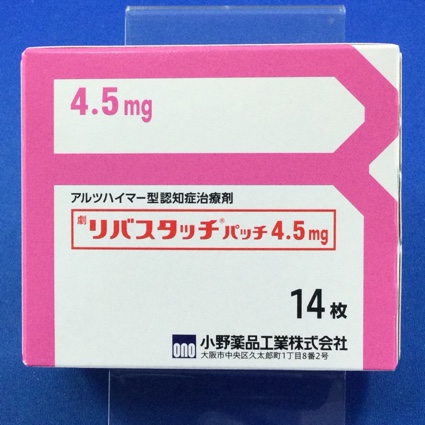 4.5mg
アルツハイマー型認知症治療剤
劇 リバスタッチ®パッチ4.5mg
14枚
ono 小野薬品工業株式会社
大阪市中央区久太郎町1丁目8番2号